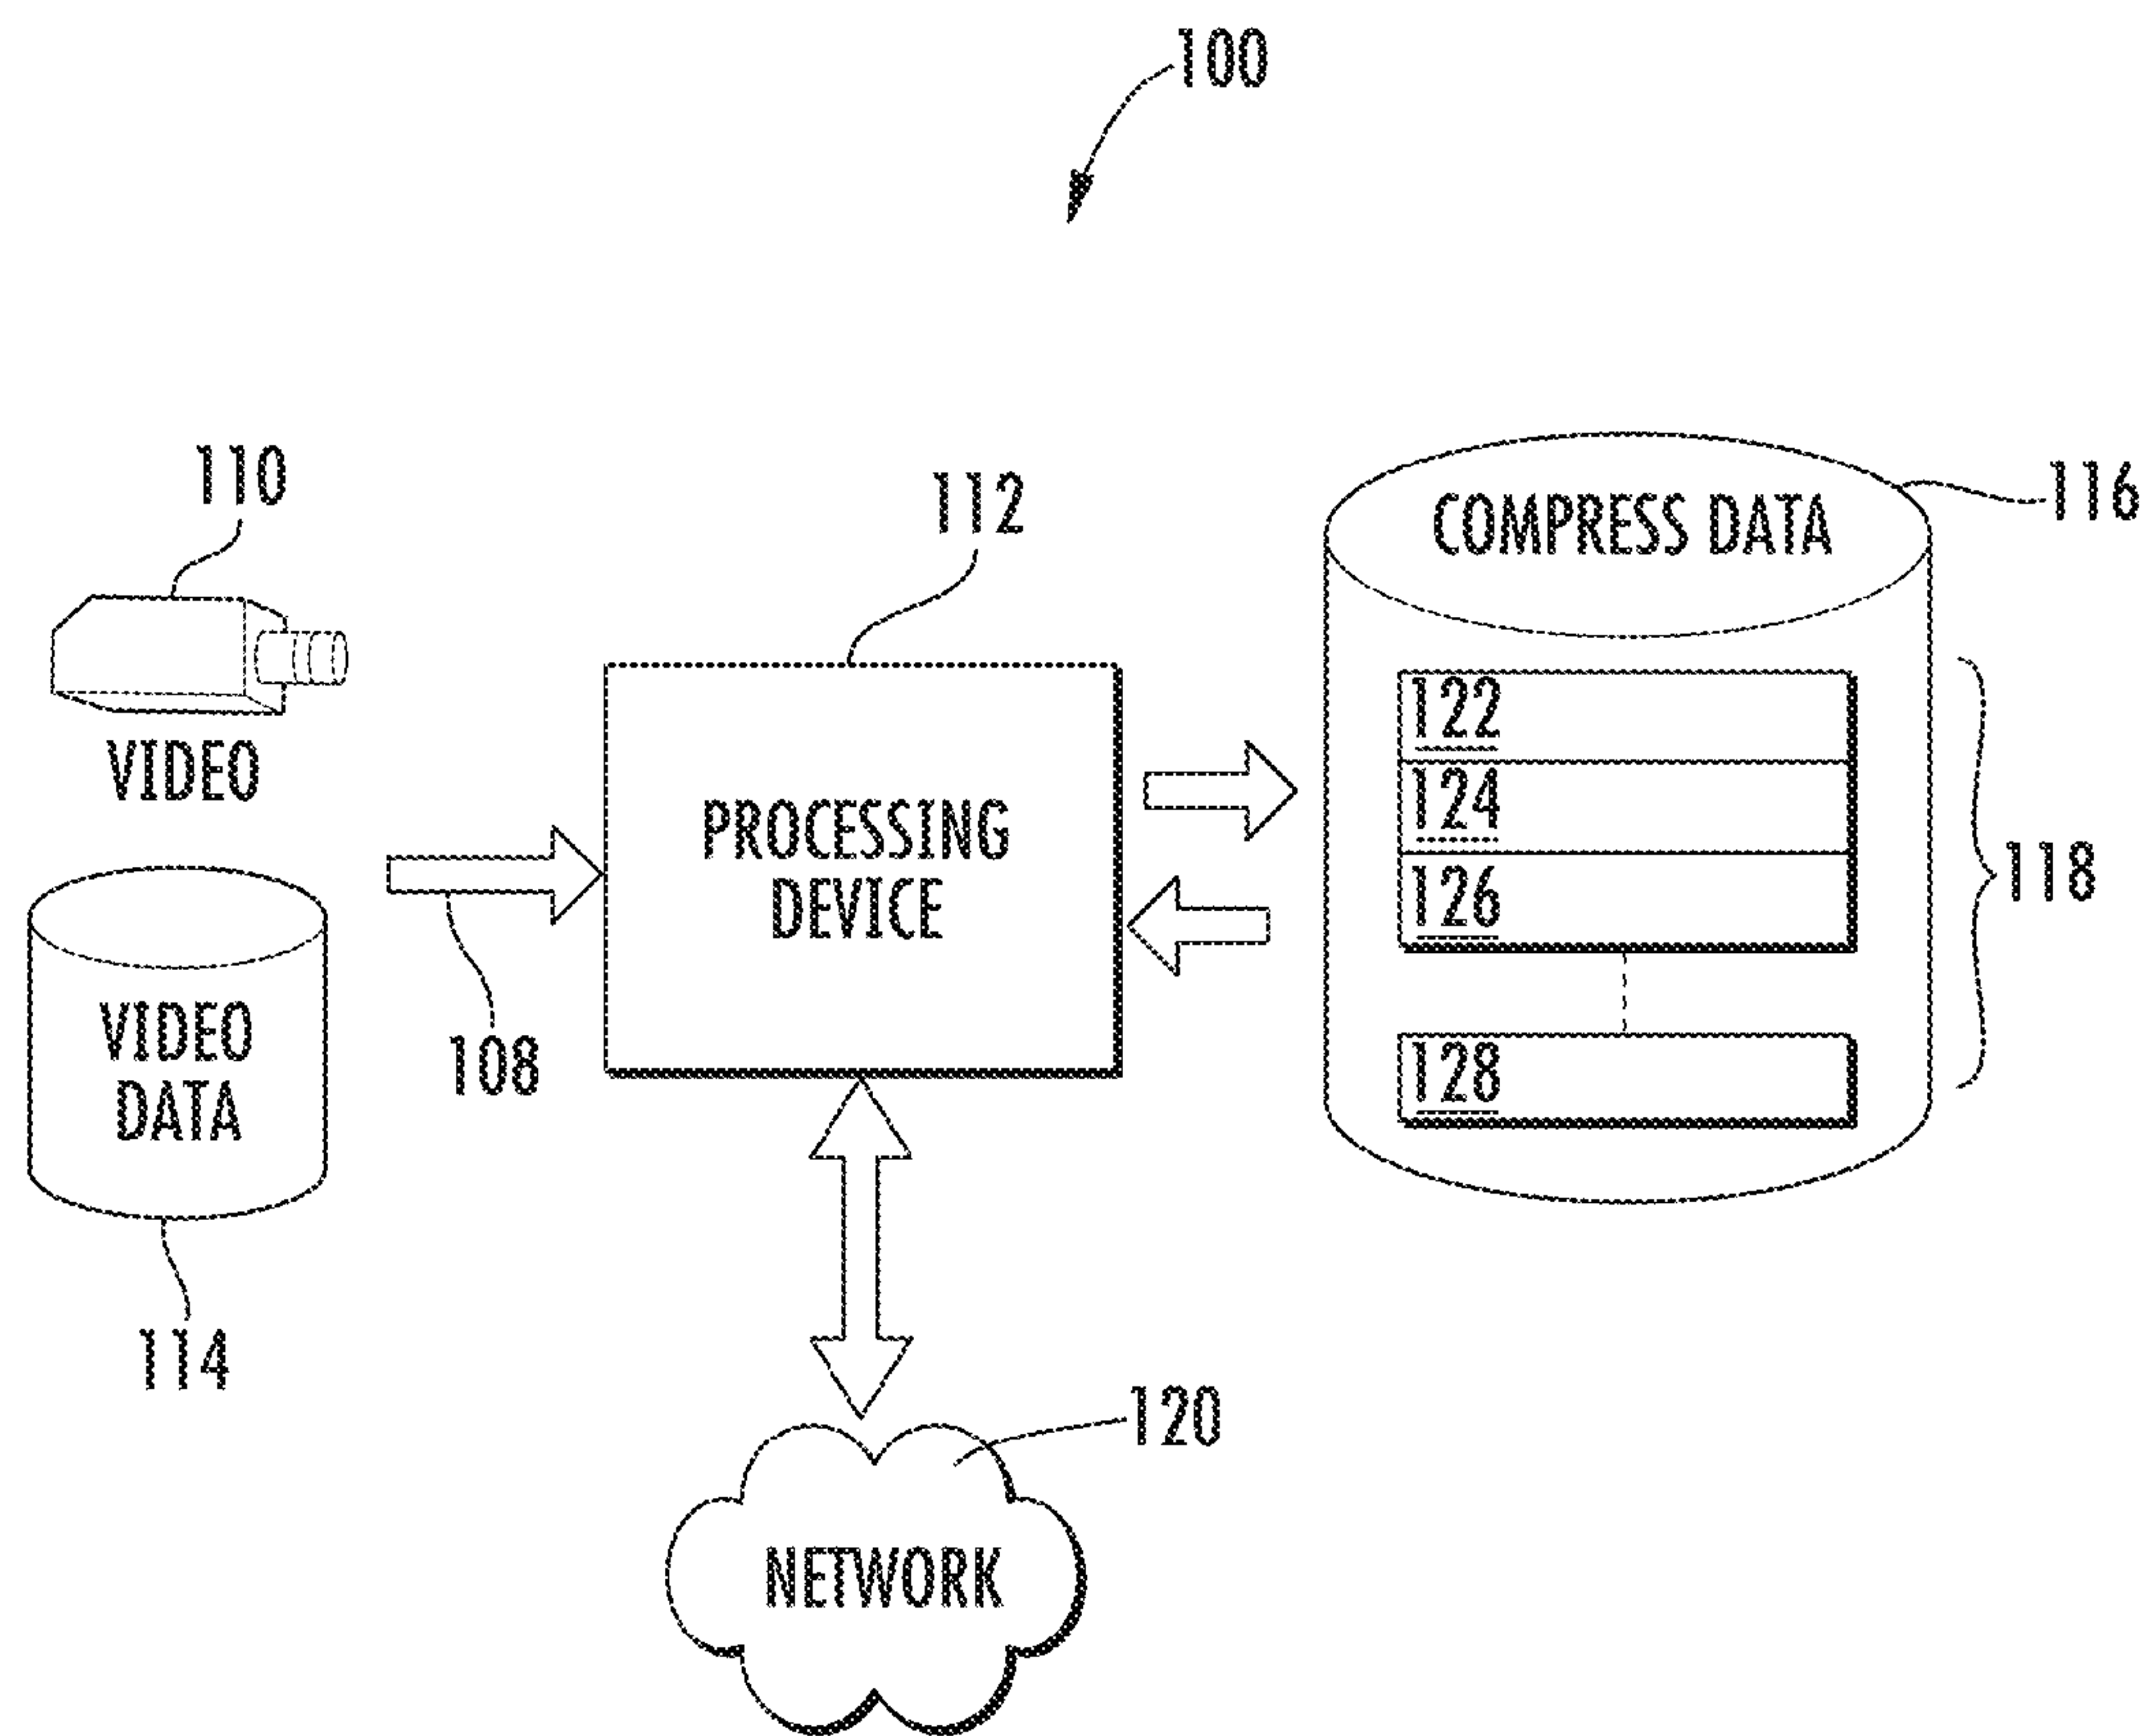 100
110
112
116
COMPRESS DATA
122
VIDEO
124
PROCESSING
DEVICE
126
118
VIDEO
DATA
108
128
114
120
NETWORK